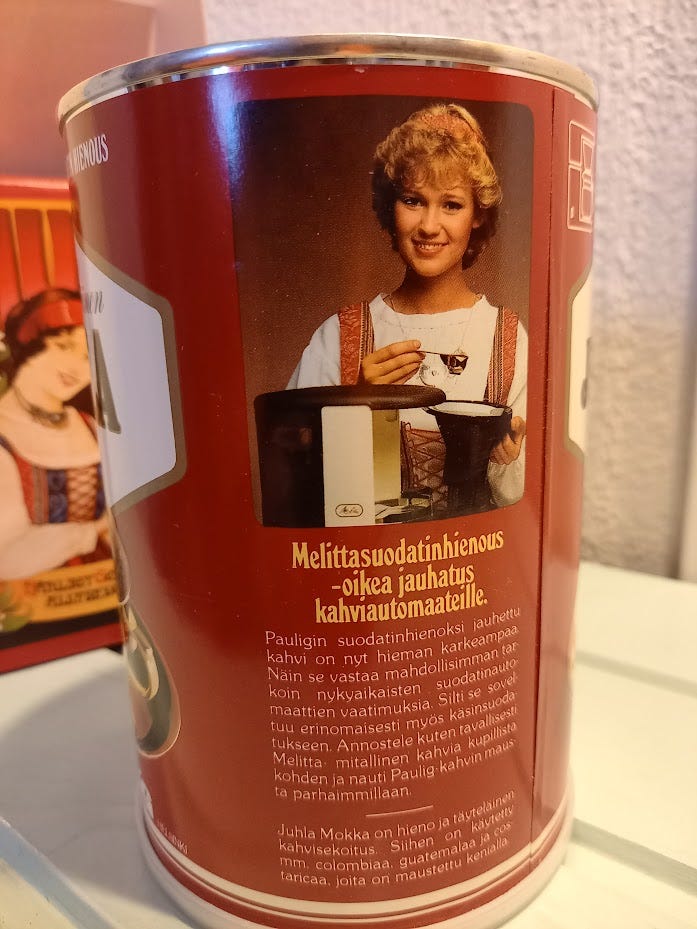 HIENOUS
Melitta
Melittasuodatinhienous
-oikea jauhatus
kahviautomaateille.
Pauligin suodatinhienoksi jauhettu
kahvi on nyt hieman karkeampaa.
Näin se vastaa mahdollisimman tar-
koin nykyaikaisten suodatinauto-
maattien vaatimuksia. Silti se sovel-
tuu erinomaisesti myös käsinsuoda-
tukseen. Annostele kuten tavallisesti
Melitta- mitallinen kahvia kupillista
kohden ja nauti Paulig-kahvin maus-
ta parhaimmillaan.
Juhla Mokka on hieno ja täyteläinen
kahvisekoitus. Siihen on käytetty
mm. colombiaa, guatemalaa ja cos-
taricaa, joita on maustettu kenialla.